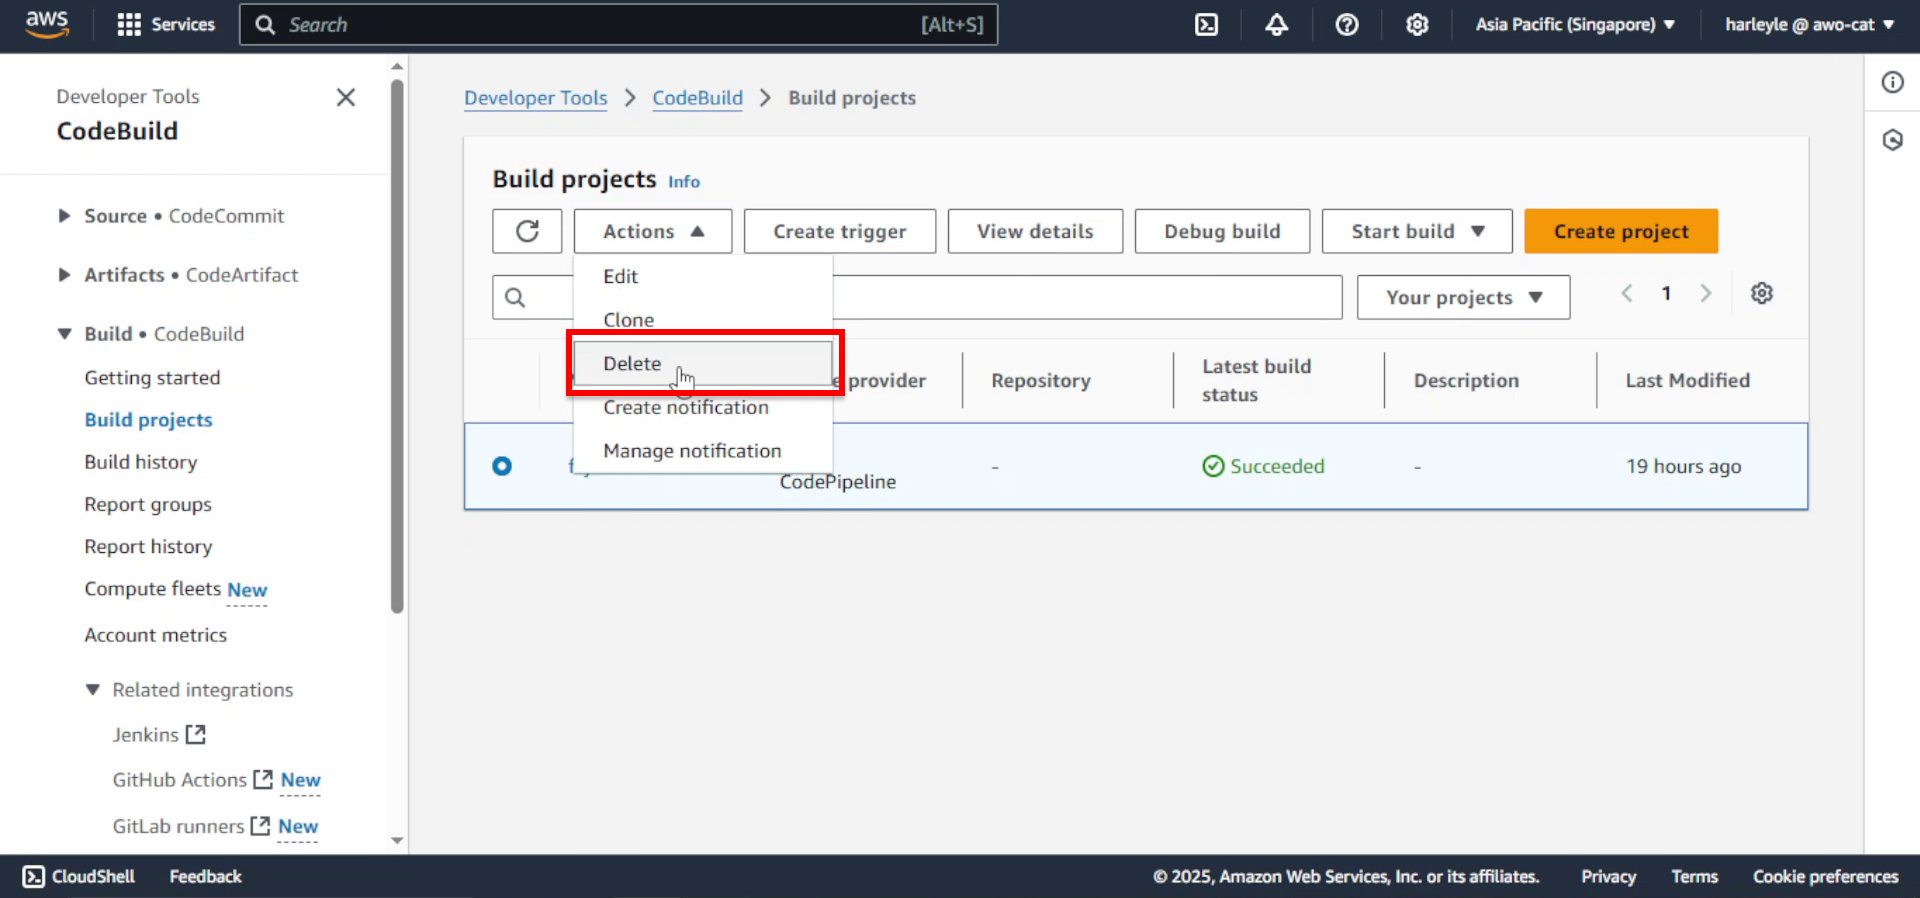 aws
Services
Search
[Alt+S]
Asia Pacific (Singapore)
harleyle @ awo-cat
Developer Tools
CodeBuild
Source • CodeCommit
Artifacts • CodeArtifact
Build • CodeBuild
Getting started
Build projects
Build history
Report groups
Report history
Compute fleets New
Account metrics
Related integrations
Jenkins
GitHub Actions New
GitLab runners New
Developer Tools > CodeBuild > Build projects
Build projects Info
Actions
Create trigger
View details
Debug build
Start build
Create project
Edit
Clone
Delete
Create notification
Manage notification
Your projects
1
provider
Repository
Latest build
status
Description
Last Modified
CodePipeline
-
Succeeded
-
19 hours ago
CloudShell
Feedback
© 2025, Amazon Web Services, Inc. or its affiliates.
Privacy
Terms
Cookie preferences